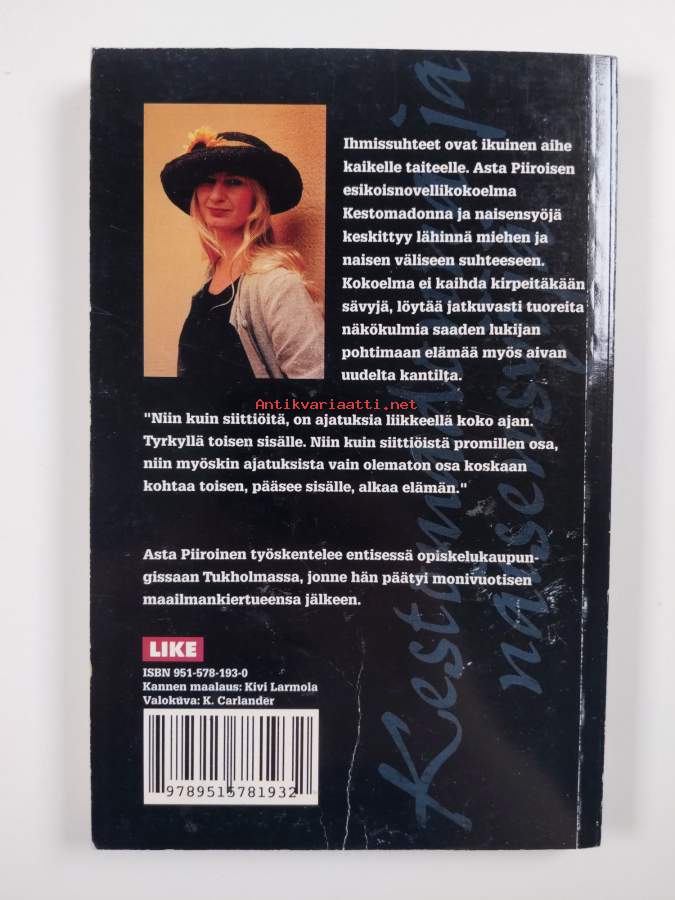 Ihmissuhteet ovat ikuinen aihe
kaikelle taiteelle. Asta Piiroisen
esikoisnovellikokoelma
Kestomadonna ja naisensyöjä
keskittyy lähinnä miehen ja
naisen väliseen suhteeseen.
Kokoelma ei kaihda kirpeitäkään
sävyjä, löytää jatkuvasti tuoreita
näkökulmia saaden lukijan
pohtimaan elämää myös aivan
uudelta kantilta.
Antikvariaatti.net
"Niin kuin siittiöitä, on ajatuksia liikkeellä koko ajan.
Tyrkyllä toisen sisälle. Niin kuin siittiöistä promillen osa,
niin myöskin ajatuksista vain olematon osa koskaan
kohtaa toisen, pääsee sisälle, alkaa elämän."
Asta Piiroinen työskentelee entisessä opiskelukaupun-
gissaan Tukholmassa, jonne hän päätyi monivuotisen
maailmankiertueensa jälkeen.
LIKE
ISBN 951-578-193-0
Kannen maalaus: Kivi Larmola
Valokuva: K. Carlander
9789515781932
Kestomadonna ja
naisensyöjä